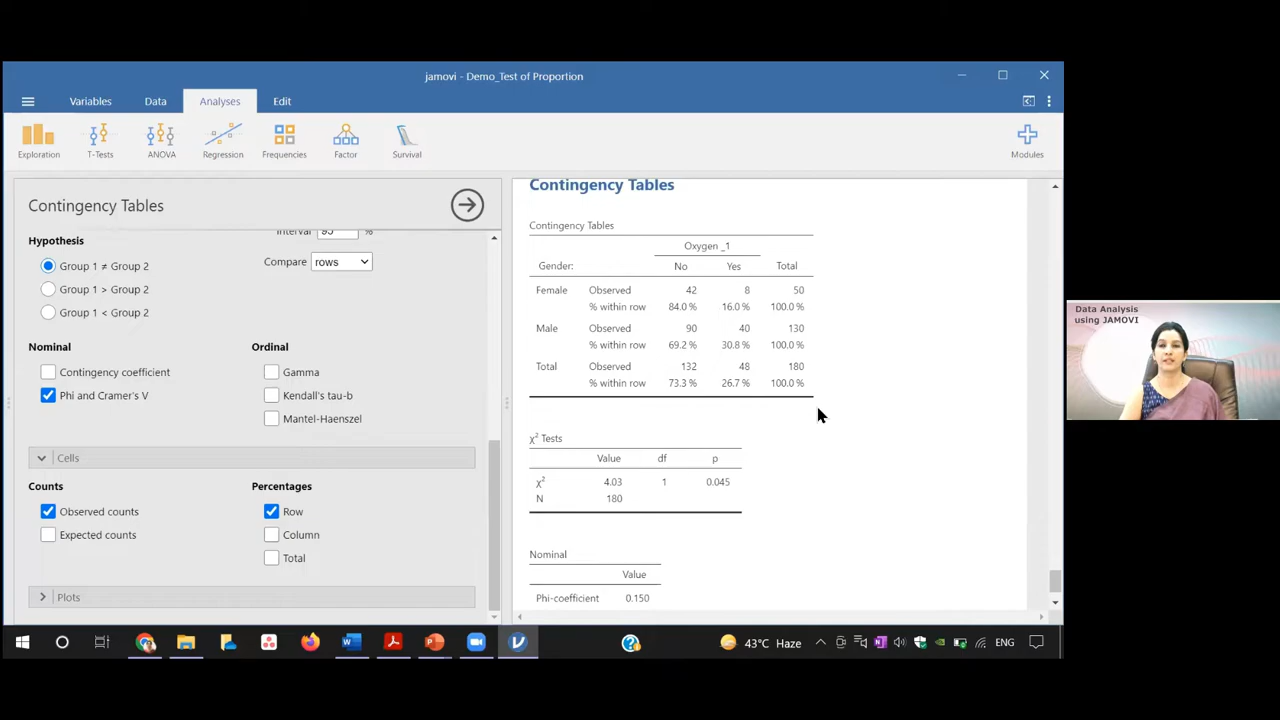 jamovi - Demo_Test of Proportion
Variables Data Analyses Edit
Exploration T-Tests ANOVA Regression Frequencies Factor Survival Modules
Contingency Tables
Interval 95 %
Hypothesis
Group 1 ≠ Group 2
Compare rows
Group 1 > Group 2
Group 1 < Group 2
Nominal Ordinal
Contingency coefficient Gamma
Phi and Cramer's V Kendall's tau-b
Mantel-Haenszel
Cells
Counts Percentages
Observed counts Row
Expected counts Column
Total
Plots
Contingency Tables
Contingency Tables
Oxygen _1
Gender: No Yes Total
Female Observed 42 8 50
% within row 84.0 % 16.0 % 100.0 %
Male Observed 90 40 130
% within row 69.2 % 30.8 % 100.0 %
Total Observed 132 48 180
% within row 73.3 % 26.7 % 100.0 %
χ² Tests
Value df p
χ² 4.03 1 0.045
N 180
Nominal
Value
Phi-coefficient 0.150
Data Analysis
using JAMOVI
43°C Haze ENG